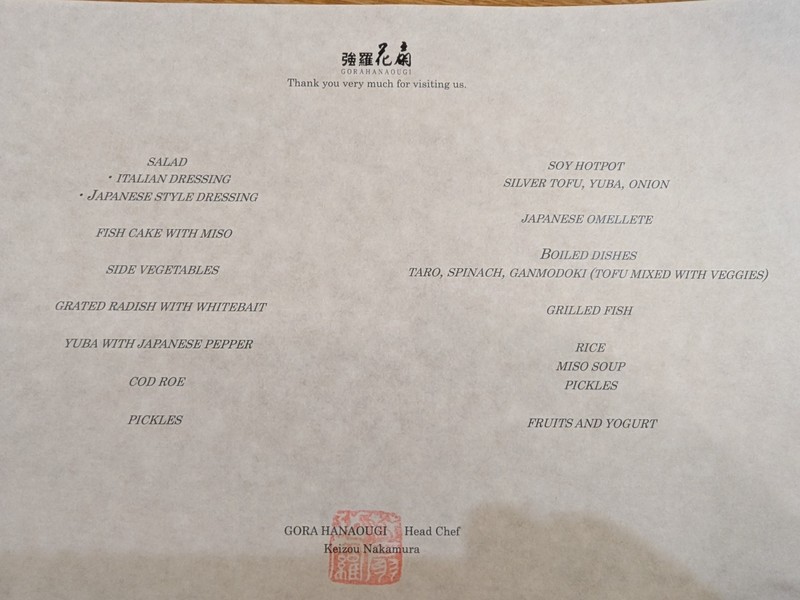 強羅花扇
GORAHANAOUGI
Thank you very much for visiting us.
SALAD
・ITALIAN DRESSING
・JAPANESE STYLE DRESSING
FISH CAKE WITH MISO
SIDE VEGETABLES
GRATED RADISH WITH WHITEBAIT
YUBA WITH JAPANESE PEPPER
COD ROE
PICKLES
SOY HOTPOT
SILVER TOFU, YUBA, ONION
JAPANESE OMELLETE
BOILED DISHES
TARO, SPINACH, GANMODOKI (TOFU MIXED WITH VEGGIES)
GRILLED FISH
RICE
MISO SOUP
PICKLES
FRUITS AND YOGURT
GORA HANAOUGI Head Chef
Keizou Nakamura